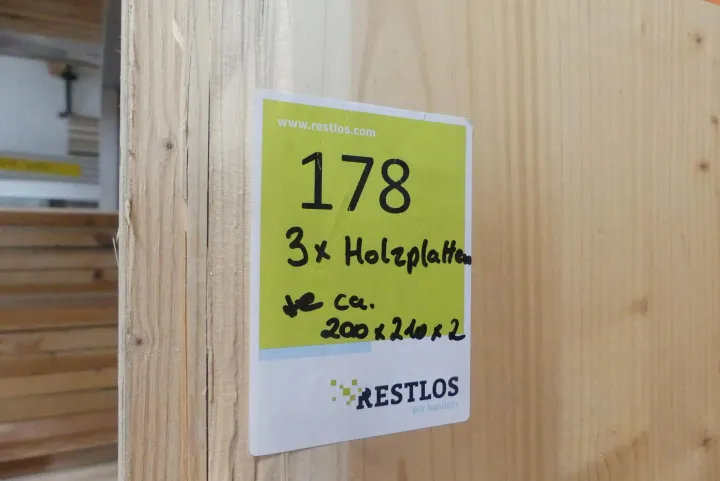 www.restlos.com
178
3x Holzplatten
je ca.
200 x 210 x 2
RESTLOS